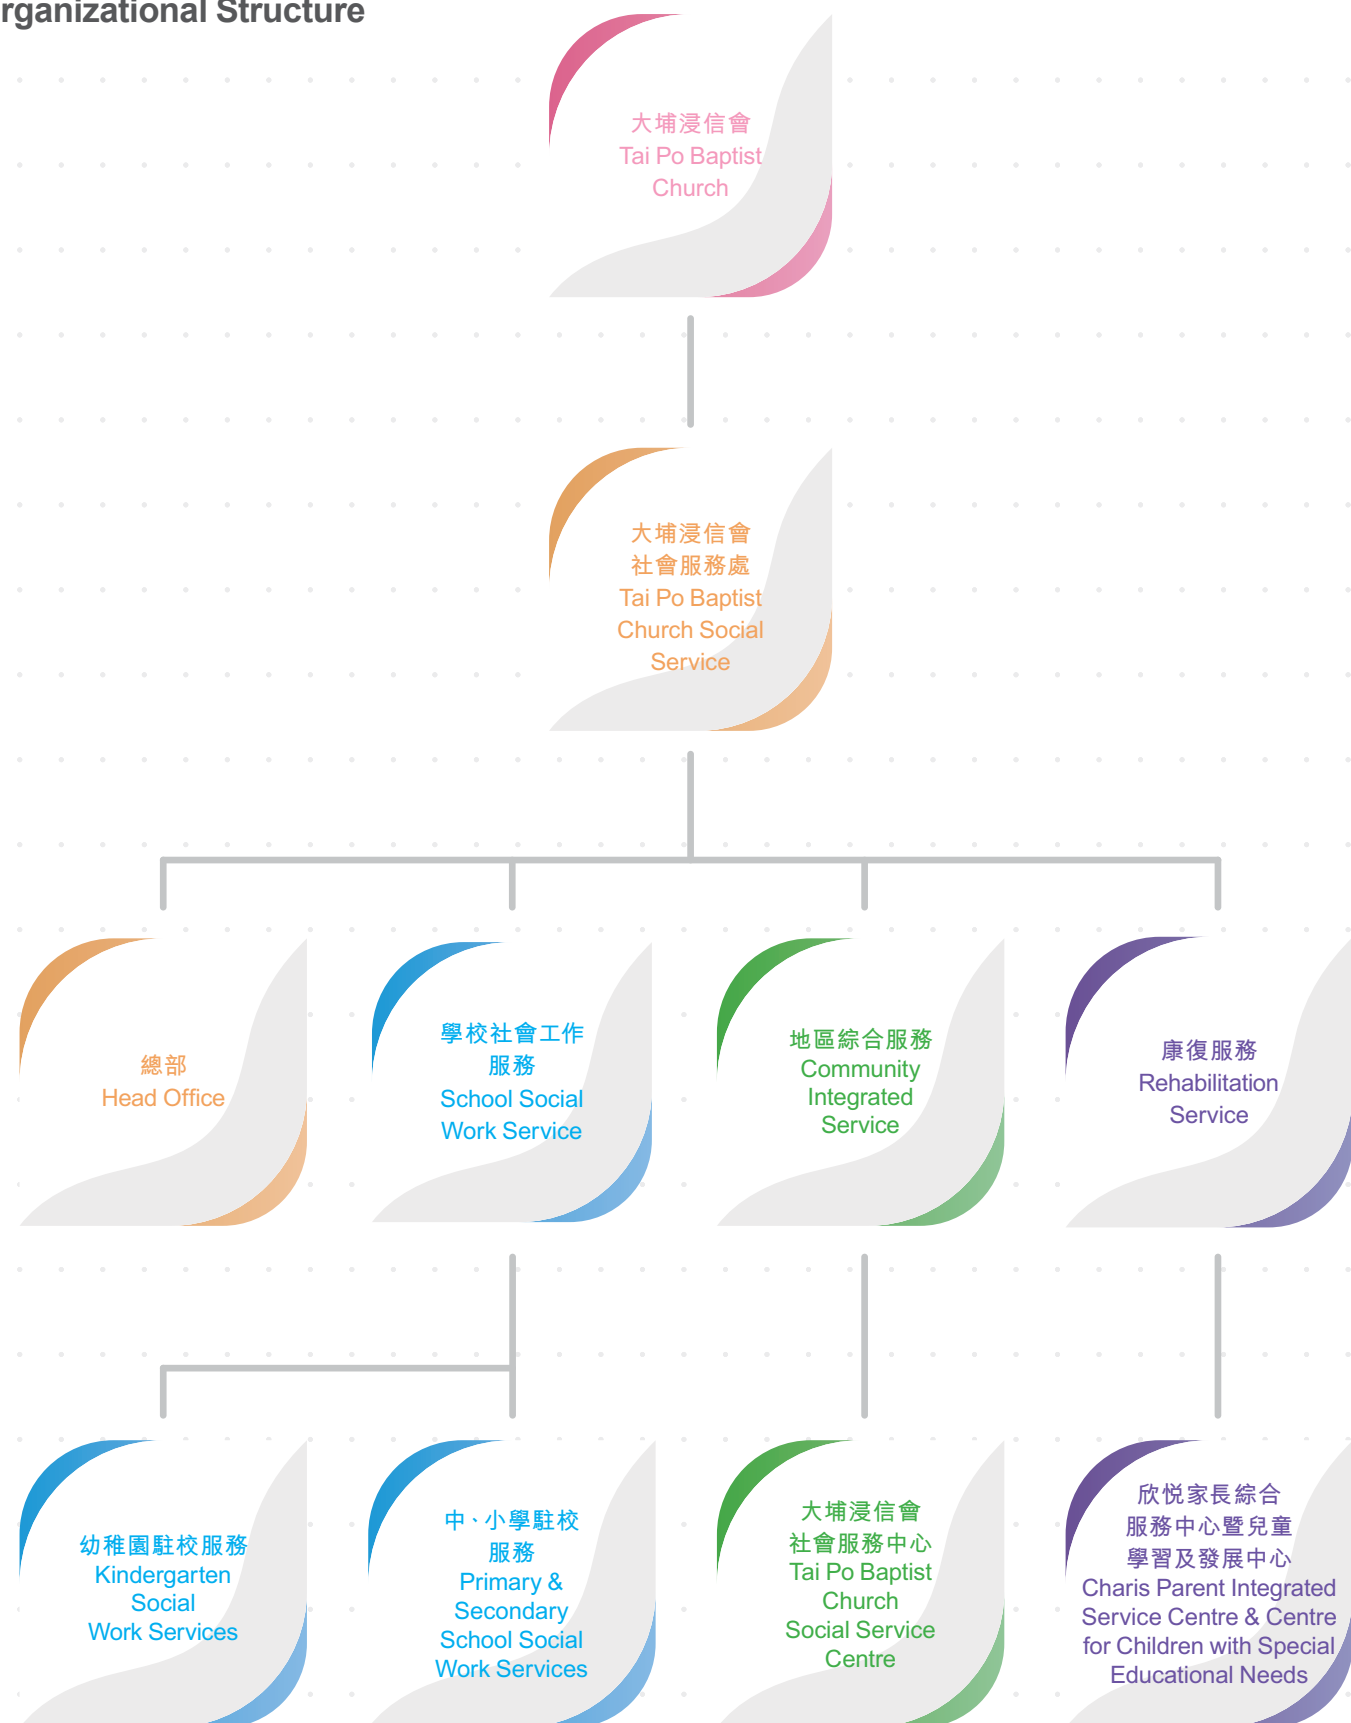 rganizational Structure
大埔浸信會
Tai Po Baptist
Church
大埔浸信會
社會服務處
Tai Po Baptist
Church Social
Service
總部
Head Office
學校社會工作
服務
School Social
Work Service
地區綜合服務
Community
Integrated
Service
康復服務
Rehabilitation
Service
幼稚園駐校服務
Kindergarten
Social
Work Services
中、小學駐校
服務
Primary &
Secondary
School Social
Work Services
大埔浸信會
社會服務中心
Tai Po Baptist
Church
Social Service
Centre
欣悦家長綜合
服務中心暨兒童
學習及發展中心
Charis Parent Integrated
Service Centre & Centre
for Children with Special
Educational Needs